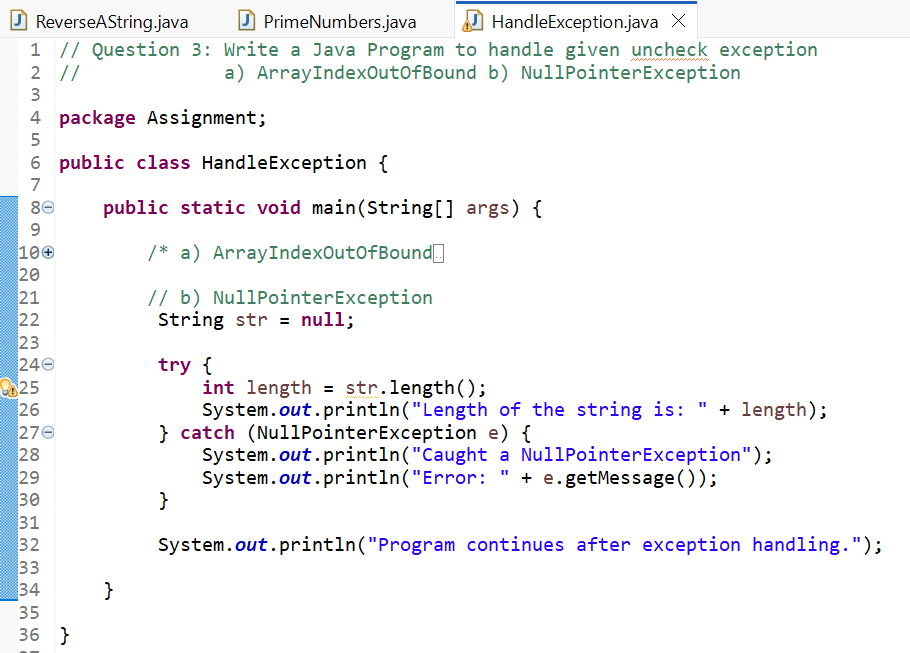 ReverseAString.java PrimeNumbers.java HandleException.java
1 // Question 3: Write a Java Program to handle given uncheck exception
2 //             a) ArrayIndexOutOfBound b) NullPointerException
3
4 package Assignment;
5
6 public class HandleException {
7
8     public static void main(String[] args) {
9
10         /* a) ArrayIndexOutOfBound
20
21         // b) NullPointerException
22          String str = null;
23
24          try {
25              int length = str.length();
26              System.out.println("Length of the string is: " + length);
27          } catch (NullPointerException e) {
28              System.out.println("Caught a NullPointerException");
29              System.out.println("Error: " + e.getMessage());
30          }
31
32          System.out.println("Program continues after exception handling.");
33
34     }
35
36 }